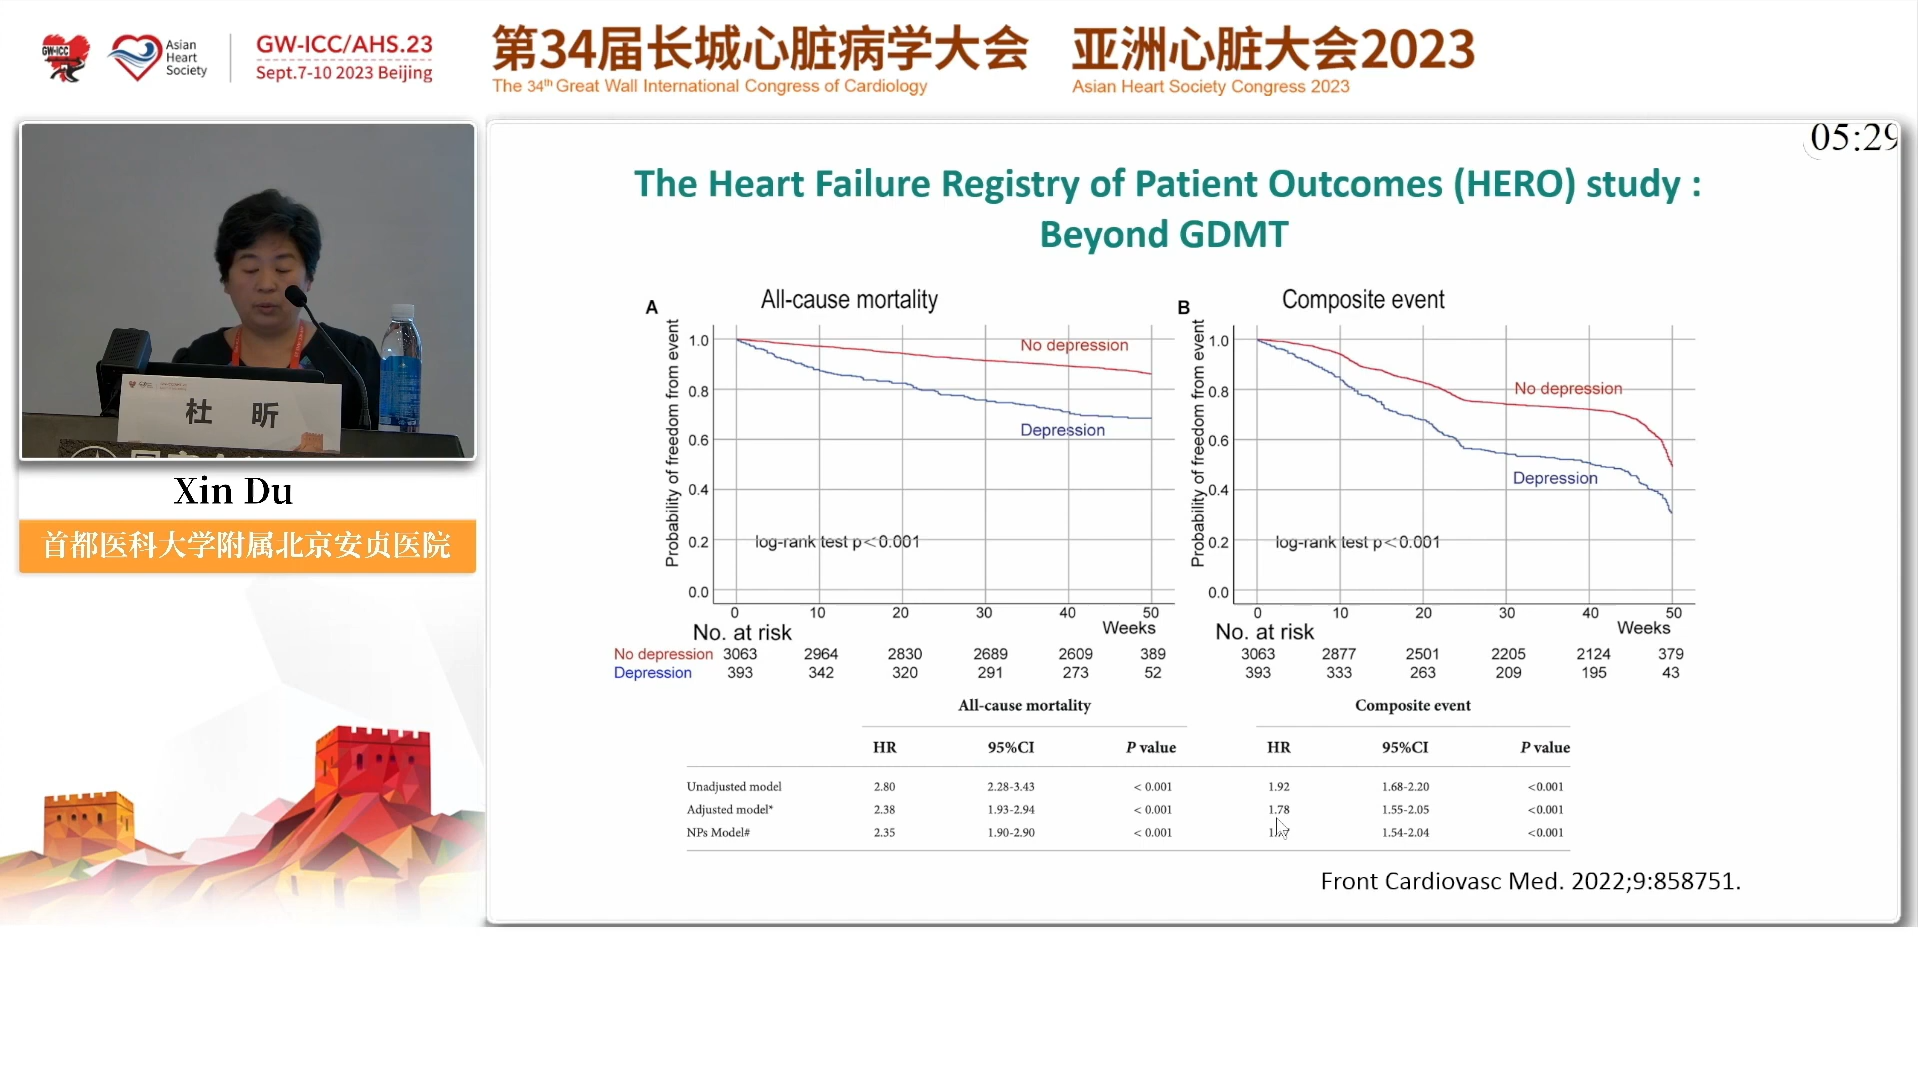 GW-ICC
Asian
Heart
Society
GW-ICC/AHS.23
Sept.7-10 2023 Beijing
第34届长城心脏病学大会
The 34th Great Wall International Congress of Cardiology
亚洲心脏大会2023
Asian Heart Society Congress 2023
杜 昕
Xin Du
首都医科大学附属北京安贞医院
05:29
The Heart Failure Registry of Patient Outcomes (HERO) study :
Beyond GDMT
A All-cause mortality
Probability of freedom from event
1.0
0.8
0.6
0.4
0.2
0.0
No depression
Depression
log-rank test p<0.001
0 10 20 30 40 50
Weeks
B Composite event
Probability of freedom from event
1.0
0.8
0.6
0.4
0.2
0.0
No depression
Depression
log-rank test p<0.001
0 10 20 30 40 50
Weeks
No. at risk No. at risk
No depression 3063 2964 2830 2689 2609 389 3063 2877 2501 2205 2124 379
Depression 393 342 320 291 273 52 393 333 263 209 195 43
All-cause mortality Composite event
HR 95%CI P value HR 95%CI P value
Unadjusted model 2.80 2.28-3.43 < 0.001 1.92 1.68-2.20 <0.001
Adjusted model* 2.38 1.93-2.94 < 0.001 1.78 1.55-2.05 <0.001
NPs Model# 2.35 1.90-2.90 < 0.001 1.54-2.04 <0.001
Front Cardiovasc Med. 2022;9:858751.